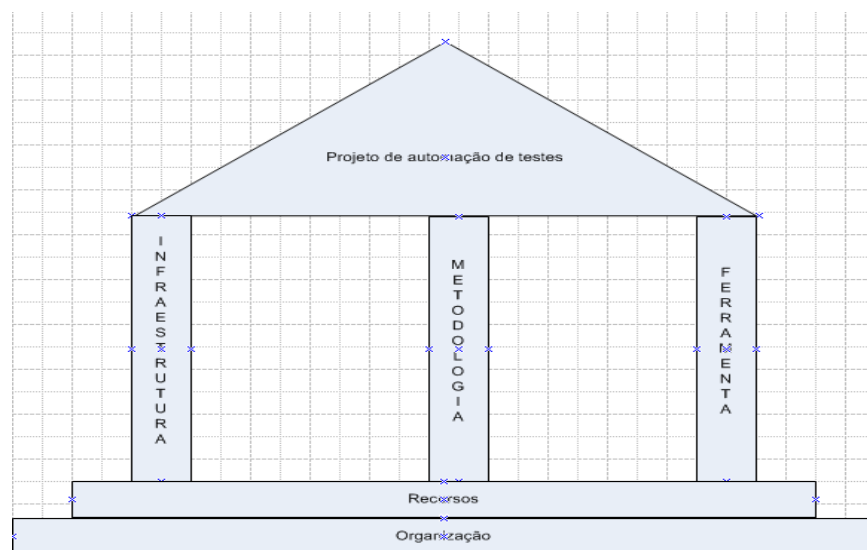 Projeto de automação de testes
INFRAESTRUTURA
METODOLOGIA
FERRAMENTA
Recursos
Organização